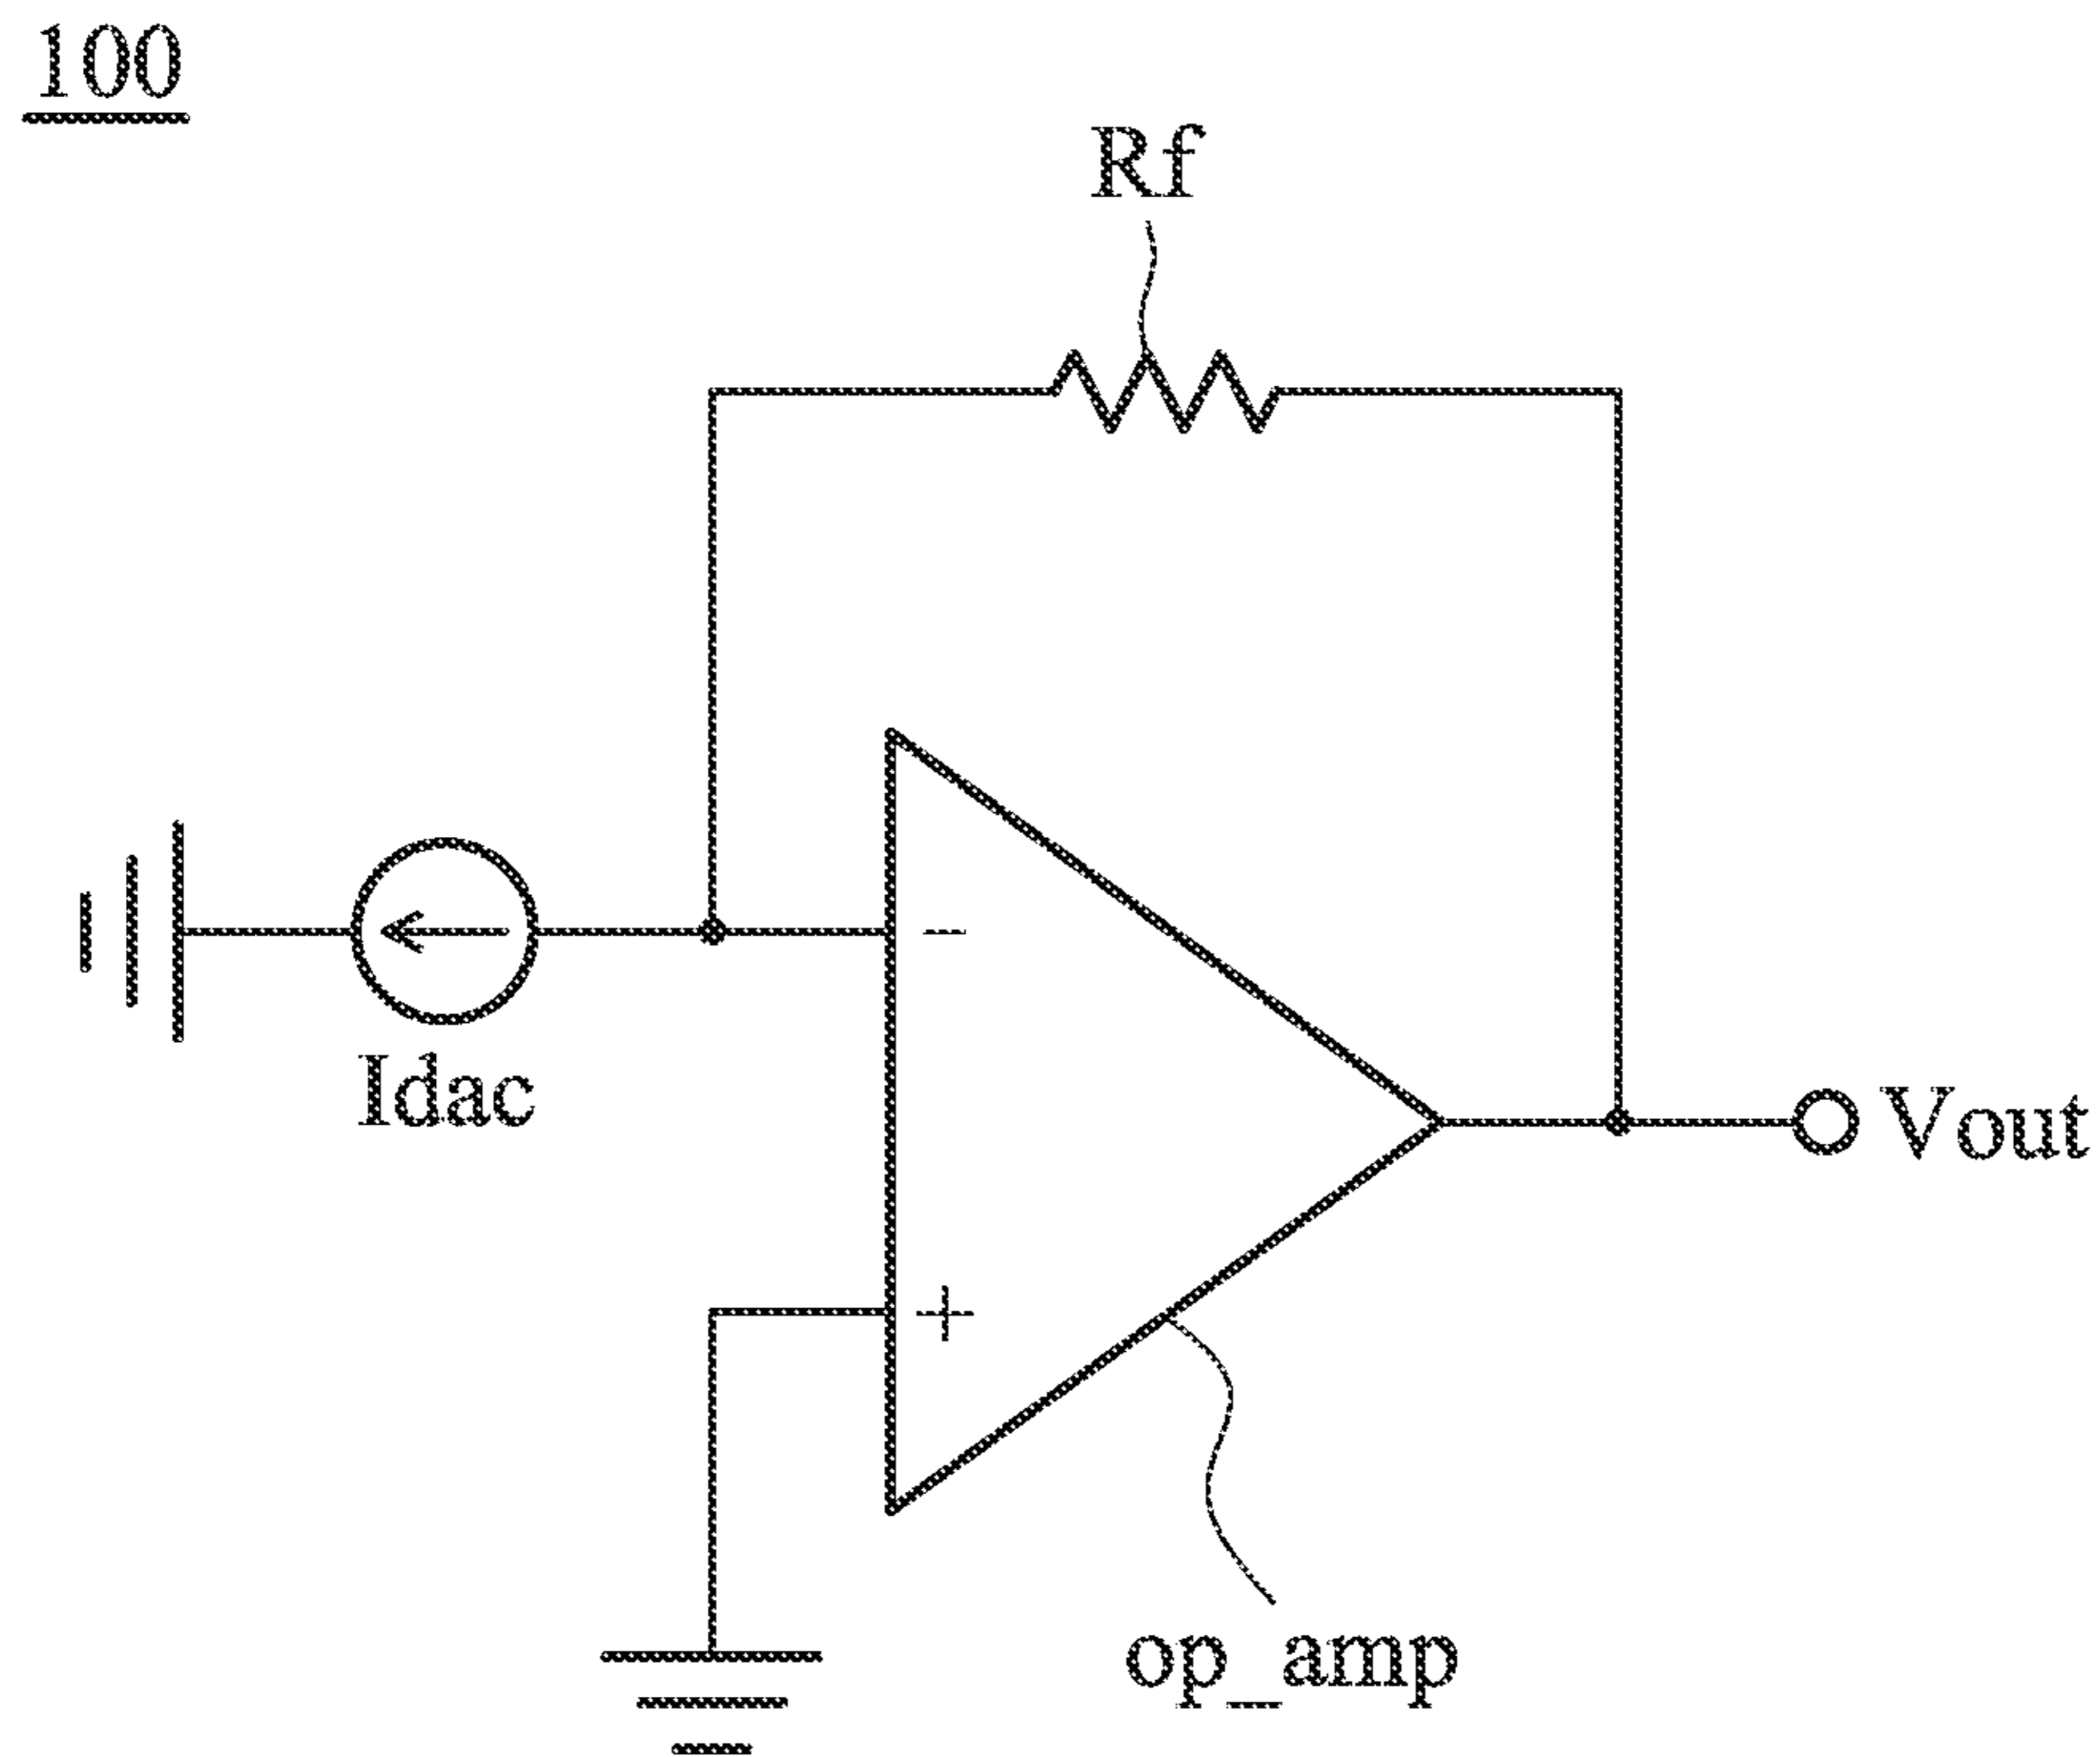 100
Rf
−
Idac
Vout
+
op_amp